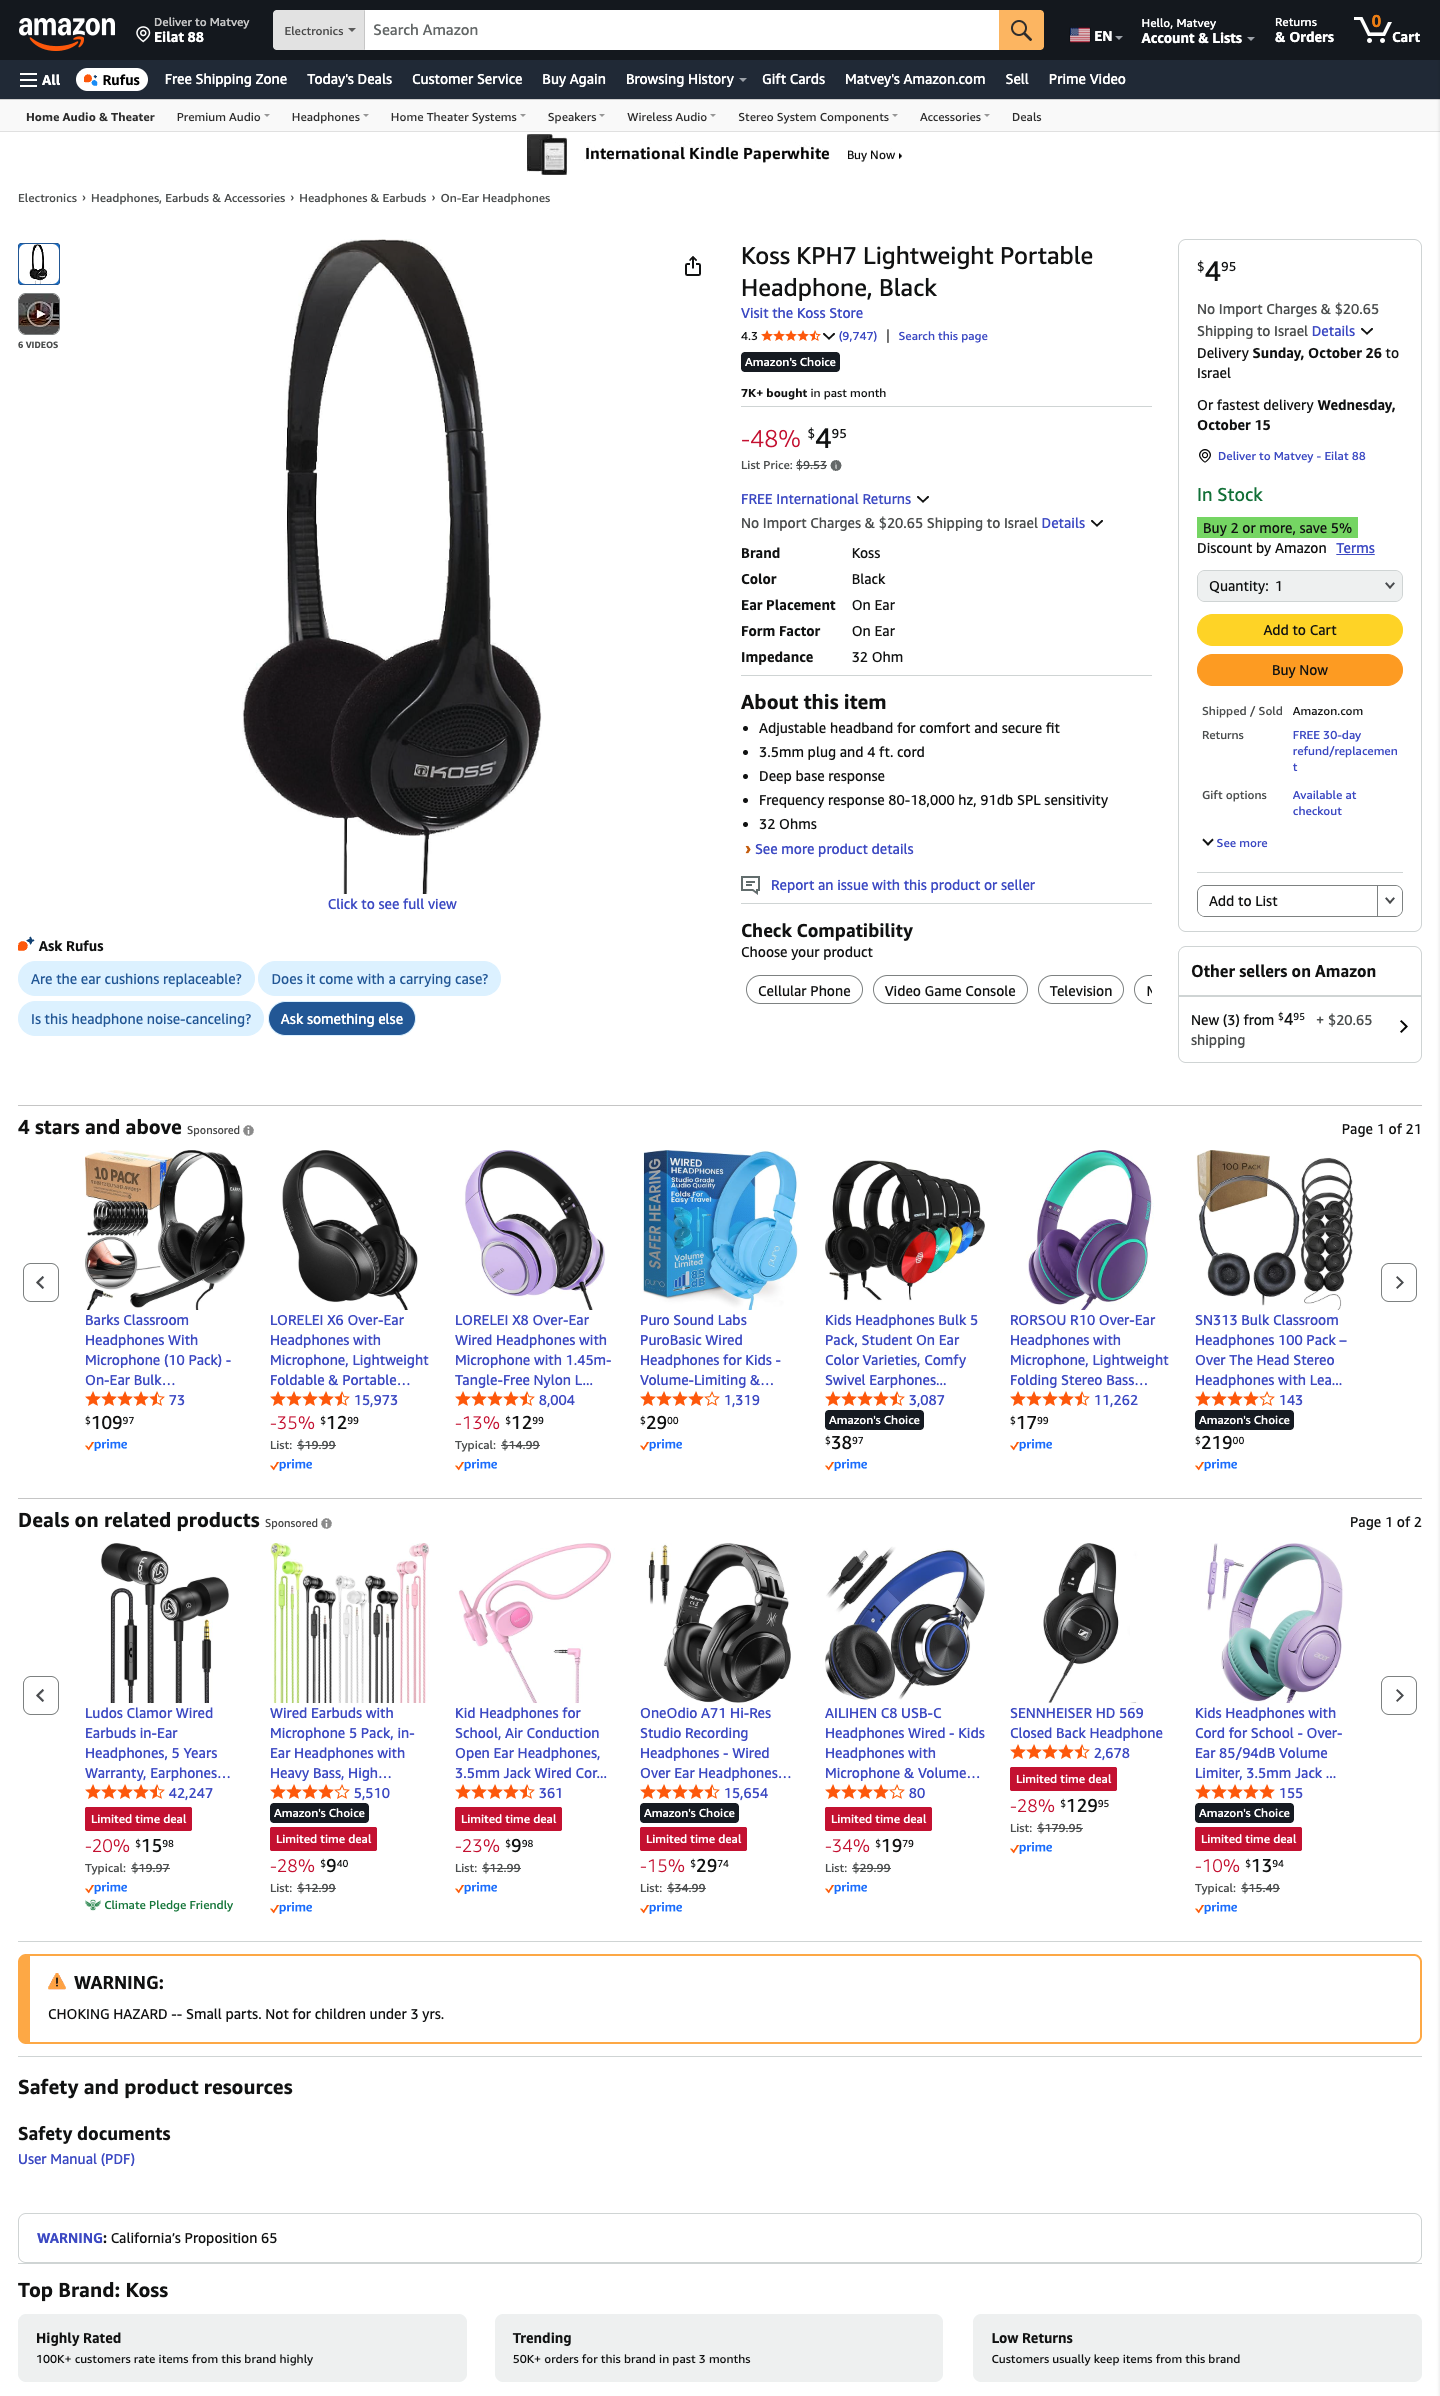 amazon
Deliver to Matvey
Eilat 88
Electronics
Search Amazon
EN
Hello, Matvey
Account & Lists
Returns
& Orders
0
Cart
All
Rufus
Free Shipping Zone
Today's Deals
Customer Service
Buy Again
Browsing History
Gift Cards
Matvey's Amazon.com
Sell
Prime Video
Home Audio & Theater
Premium Audio
Headphones
Home Theater Systems
Speakers
Wireless Audio
Stereo System Components
Accessories
Deals
International Kindle Paperwhite
Buy Now
Electronics › Headphones, Earbuds & Accessories › Headphones & Earbuds › On-Ear Headphones
6 VIDEOS
KOSS
Click to see full view
Ask Rufus
Are the ear cushions replaceable?
Does it come with a carrying case?
Is this headphone noise-canceling?
Ask something else
Koss KPH7 Lightweight Portable
Headphone, Black
Visit the Koss Store
4.3 (9,747) | Search this page
Amazon's Choice
7K+ bought in past month
-48% $4 95
List Price: $9.53
FREE International Returns
No Import Charges & $20.65 Shipping to Israel Details
Brand Koss
Color Black
Ear Placement On Ear
Form Factor On Ear
Impedance 32 Ohm
About this item
• Adjustable headband for comfort and secure fit
• 3.5mm plug and 4 ft. cord
• Deep base response
• Frequency response 80-18,000 hz, 91db SPL sensitivity
• 32 Ohms
› See more product details
Report an issue with this product or seller
Check Compatibility
Choose your product
Cellular Phone
Video Game Console
Television
$4 95
No Import Charges & $20.65
Shipping to Israel Details
Delivery Sunday, October 26 to
Israel
Or fastest delivery Wednesday,
October 15
Deliver to Matvey - Eilat 88
In Stock
Buy 2 or more, save 5%
Discount by Amazon Terms
Quantity: 1
Add to Cart
Buy Now
Shipped / Sold Amazon.com
Returns FREE 30-day
refund/replacemen
t
Gift options Available at
checkout
See more
Add to List
Other sellers on Amazon
New (3) from $4 95 + $20.65
shipping
4 stars and above Sponsored
Page 1 of 21
10 PACK
Barks Classroom
Headphones With
Microphone (10 Pack) -
On-Ear Bulk…
73
$109 97
prime
LORELEI X6 Over-Ear
Headphones with
Microphone, Lightweight
Foldable & Portable…
15,973
-35% $12 99
List: $19.99
prime
LORELEI X8 Over-Ear
Wired Headphones with
Microphone with 1.45m-
Tangle-Free Nylon L…
8,004
-13% $12 99
Typical: $14.99
prime
SAFER HEARING
WIRED
HEADPHONES
Studio Grade
Audio Quality
Folds For
Easy Travel
Volume
Limited
85
dB
puro
Puro Sound Labs
PuroBasic Wired
Headphones for Kids -
Volume-Limiting &…
1,319
$29 00
prime
Kids Headphones Bulk 5
Pack, Student On Ear
Color Varieties, Comfy
Swivel Earphones…
3,087
Amazon's Choice
$38 97
prime
RORSOU R10 Over-Ear
Headphones with
Microphone, Lightweight
Folding Stereo Bass…
11,262
$17 99
prime
100 PACK
SN313 Bulk Classroom
Headphones 100 Pack –
Over The Head Stereo
Headphones with Lea…
143
Amazon's Choice
$219 00
prime
Deals on related products Sponsored
Page 1 of 2
Ludos Clamor Wired
Earbuds in-Ear
Headphones, 5 Years
Warranty, Earphones…
42,247
Limited time deal
-20% $15 98
Typical: $19.97
prime
Climate Pledge Friendly
Wired Earbuds with
Microphone 5 Pack, in-
Ear Headphones with
Heavy Bass, High…
5,510
Amazon's Choice
Limited time deal
-28% $9 40
List: $12.99
prime
Kid Headphones for
School, Air Conduction
Open Ear Headphones,
3.5mm Jack Wired Cor…
361
Limited time deal
-23% $9 98
List: $12.99
prime
OneOdio A71 Hi-Res
Studio Recording
Headphones - Wired
Over Ear Headphones…
15,654
Amazon's Choice
Limited time deal
-15% $29 74
List: $34.99
prime
AILIHEN C8 USB-C
Headphones Wired - Kids
Headphones with
Microphone & Volume…
80
Limited time deal
-34% $19 79
List: $29.99
prime
SENNHEISER HD 569
Closed Back Headphone
2,678
Limited time deal
-28% $129 95
List: $179.95
prime
Kids Headphones with
Cord for School - Over-
Ear 85/94dB Volume
Limiter, 3.5mm Jack …
155
Amazon's Choice
Limited time deal
-10% $13 94
Typical: $15.49
prime
WARNING:
CHOKING HAZARD -- Small parts. Not for children under 3 yrs.
Safety and product resources
Safety documents
User Manual (PDF)
WARNING: California's Proposition 65
Top Brand: Koss
Highly Rated
100K+ customers rate items from this brand highly
Trending
50K+ orders for this brand in past 3 months
Low Returns
Customers usually keep items from this brand